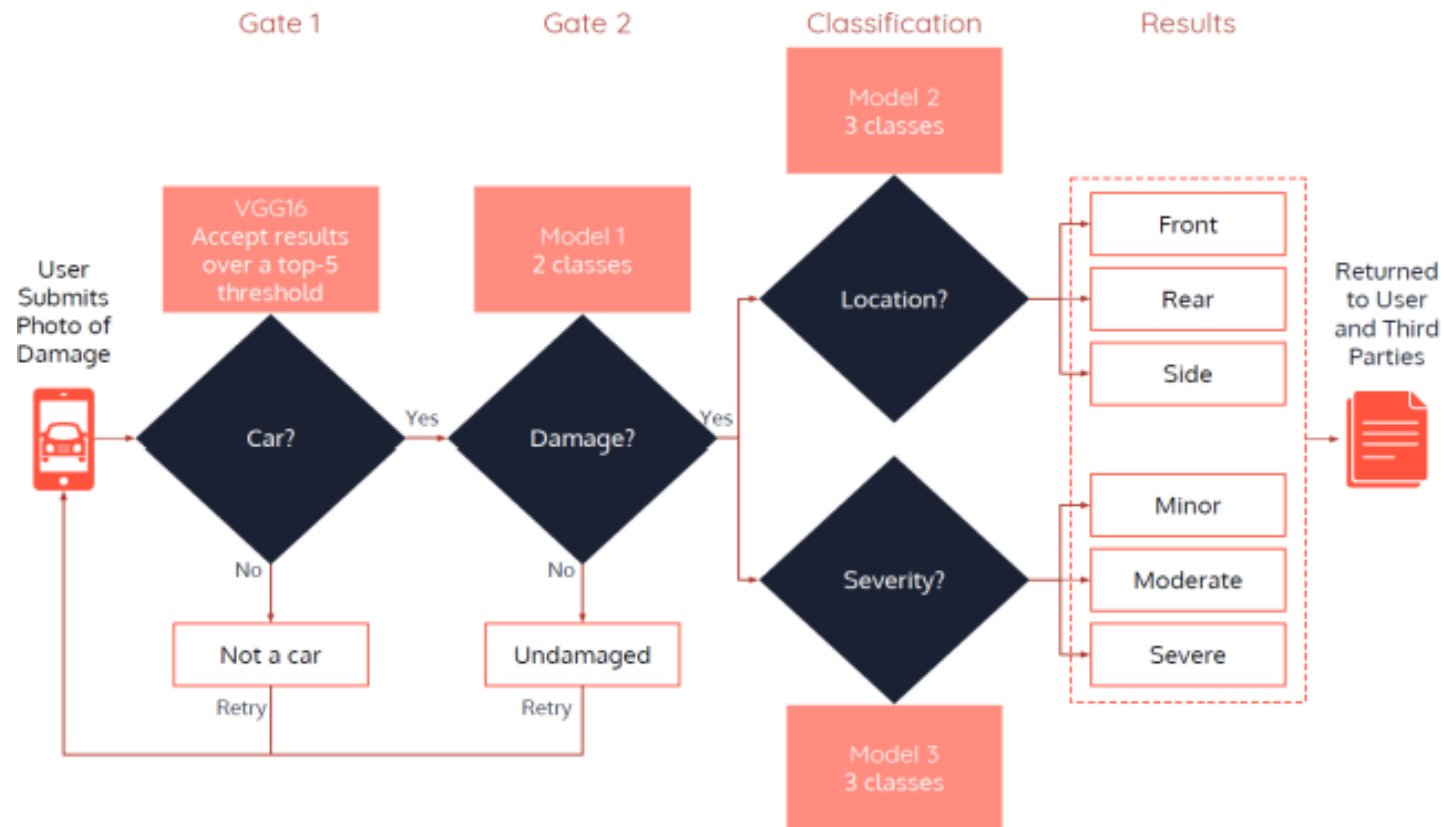 Gate 1
Gate 2
Classification
Results
Model 2
3 classes
VGG16
Accept results
over a top-5
threshold
Model 1
2 classes
User
Submits
Photo of
Damage
Car?
Yes
Damage?
Yes
Location?
Front
Rear
Side
Returned
to User
and Third
Parties
No
Not a car
Retry
No
Undamaged
Retry
Severity?
Minor
Moderate
Severe
Model 3
3 classes